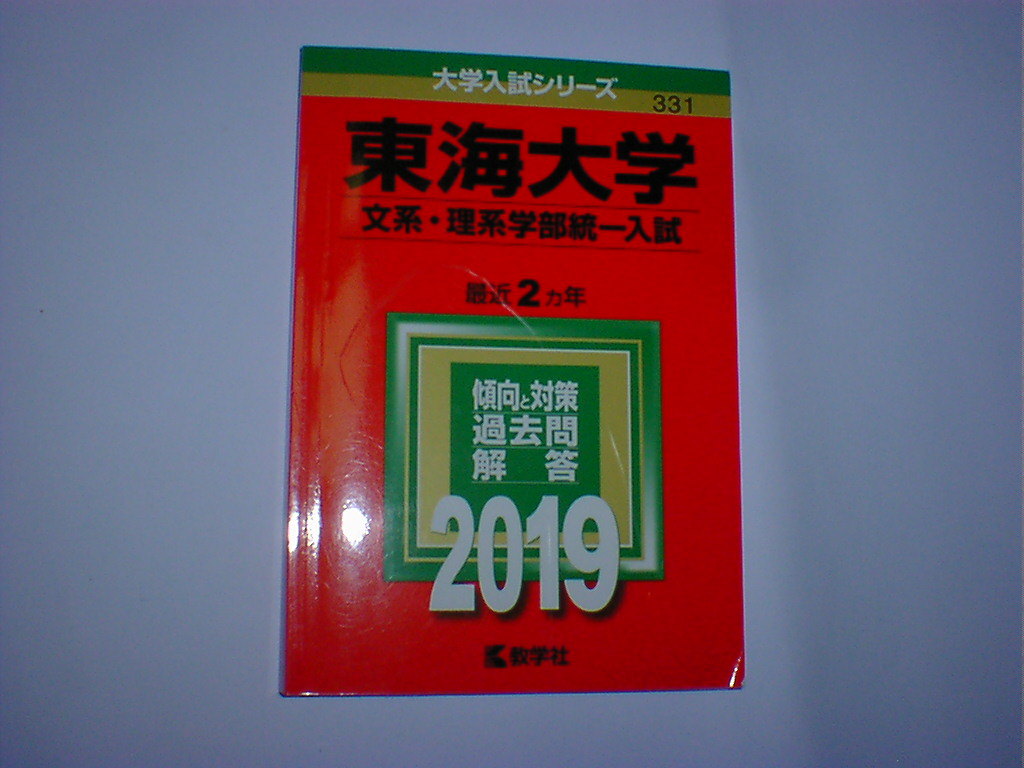 大学入試シリーズ
331
東海大学
文系・理系学部統一入試
最近2カ年
傾向と対策
過去問
解答
2019
教学社